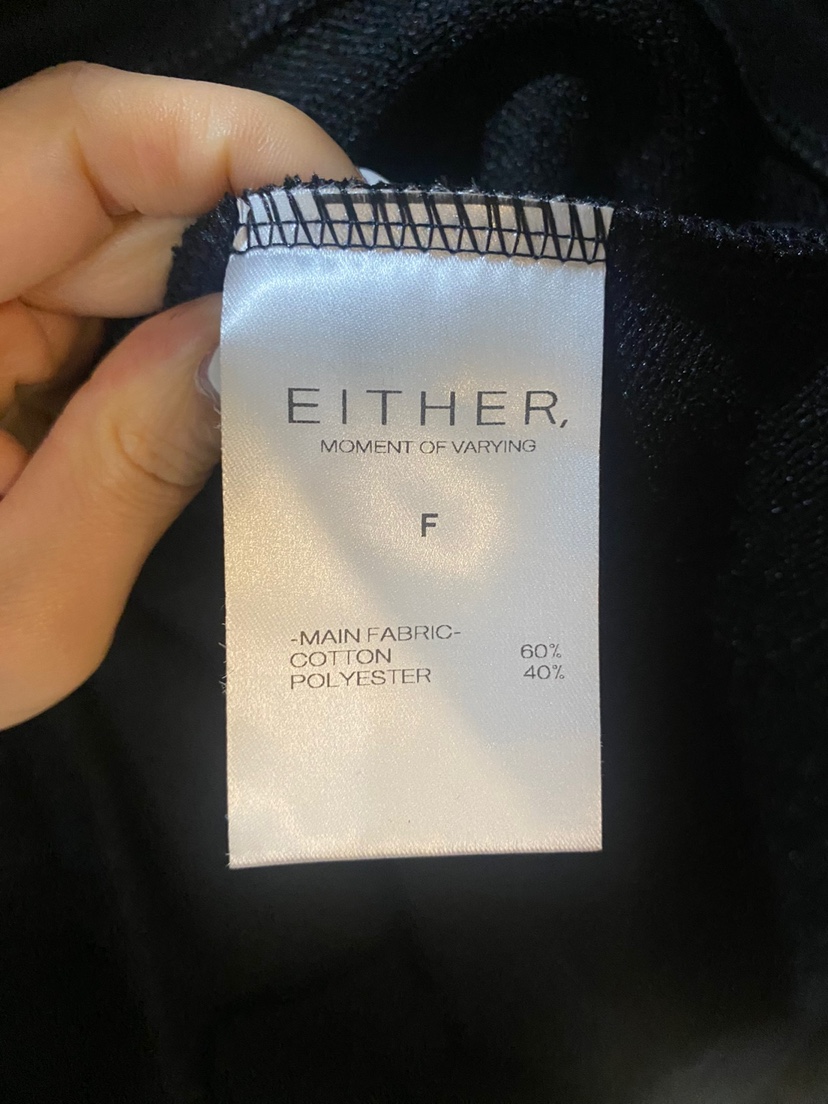 EITHER,
MOMENT OF VARYING
F
-MAIN FABRIC-
COTTON 60%
POLYESTER 40%